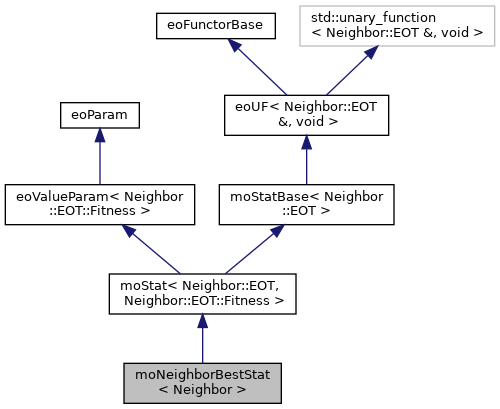 eoFunctorBase
std::unary_function
< Neighbor::EOT &, void >
eoParam
eoUF< Neighbor::EOT
&, void >
eoValueParam< Neighbor
::EOT::Fitness >
moStatBase< Neighbor
::EOT >
moStat< Neighbor::EOT,
Neighbor::EOT::Fitness >
moNeighborBestStat
< Neighbor >